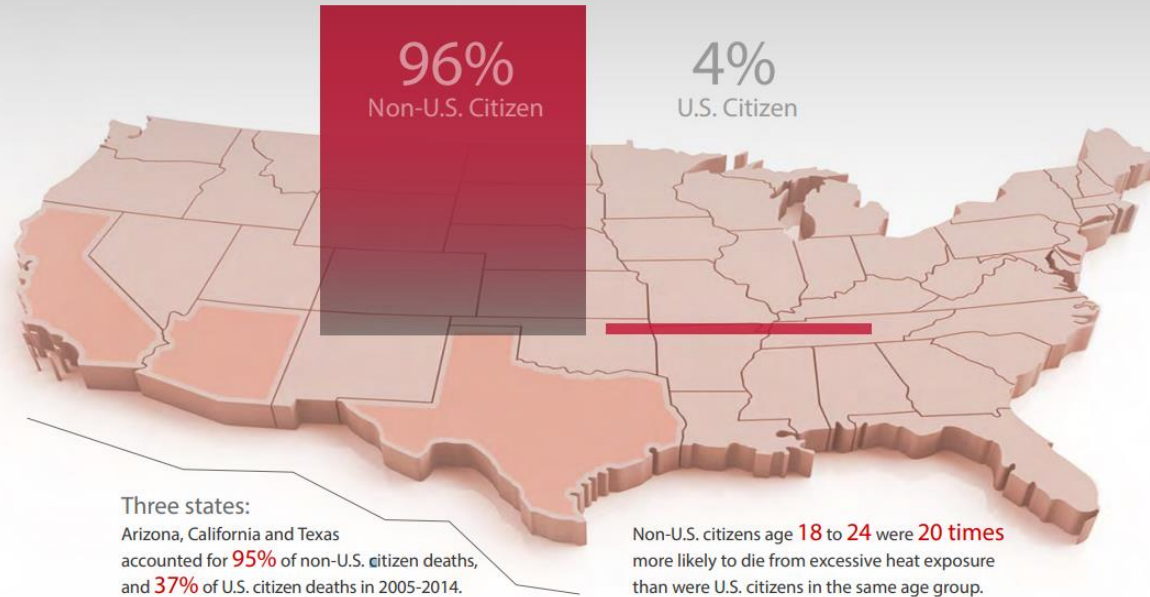 96%
Non-U.S. Citizen
4%
U.S. Citizen
Three states:
Arizona, California and Texas
accounted for 95% of non-U.S. citizen deaths,
and 37% of U.S. citizen deaths in 2005-2014.
Non-U.S. citizens age 18 to 24 were 20 times
more likely to die from excessive heat exposure
than were U.S. citizens in the same age group.